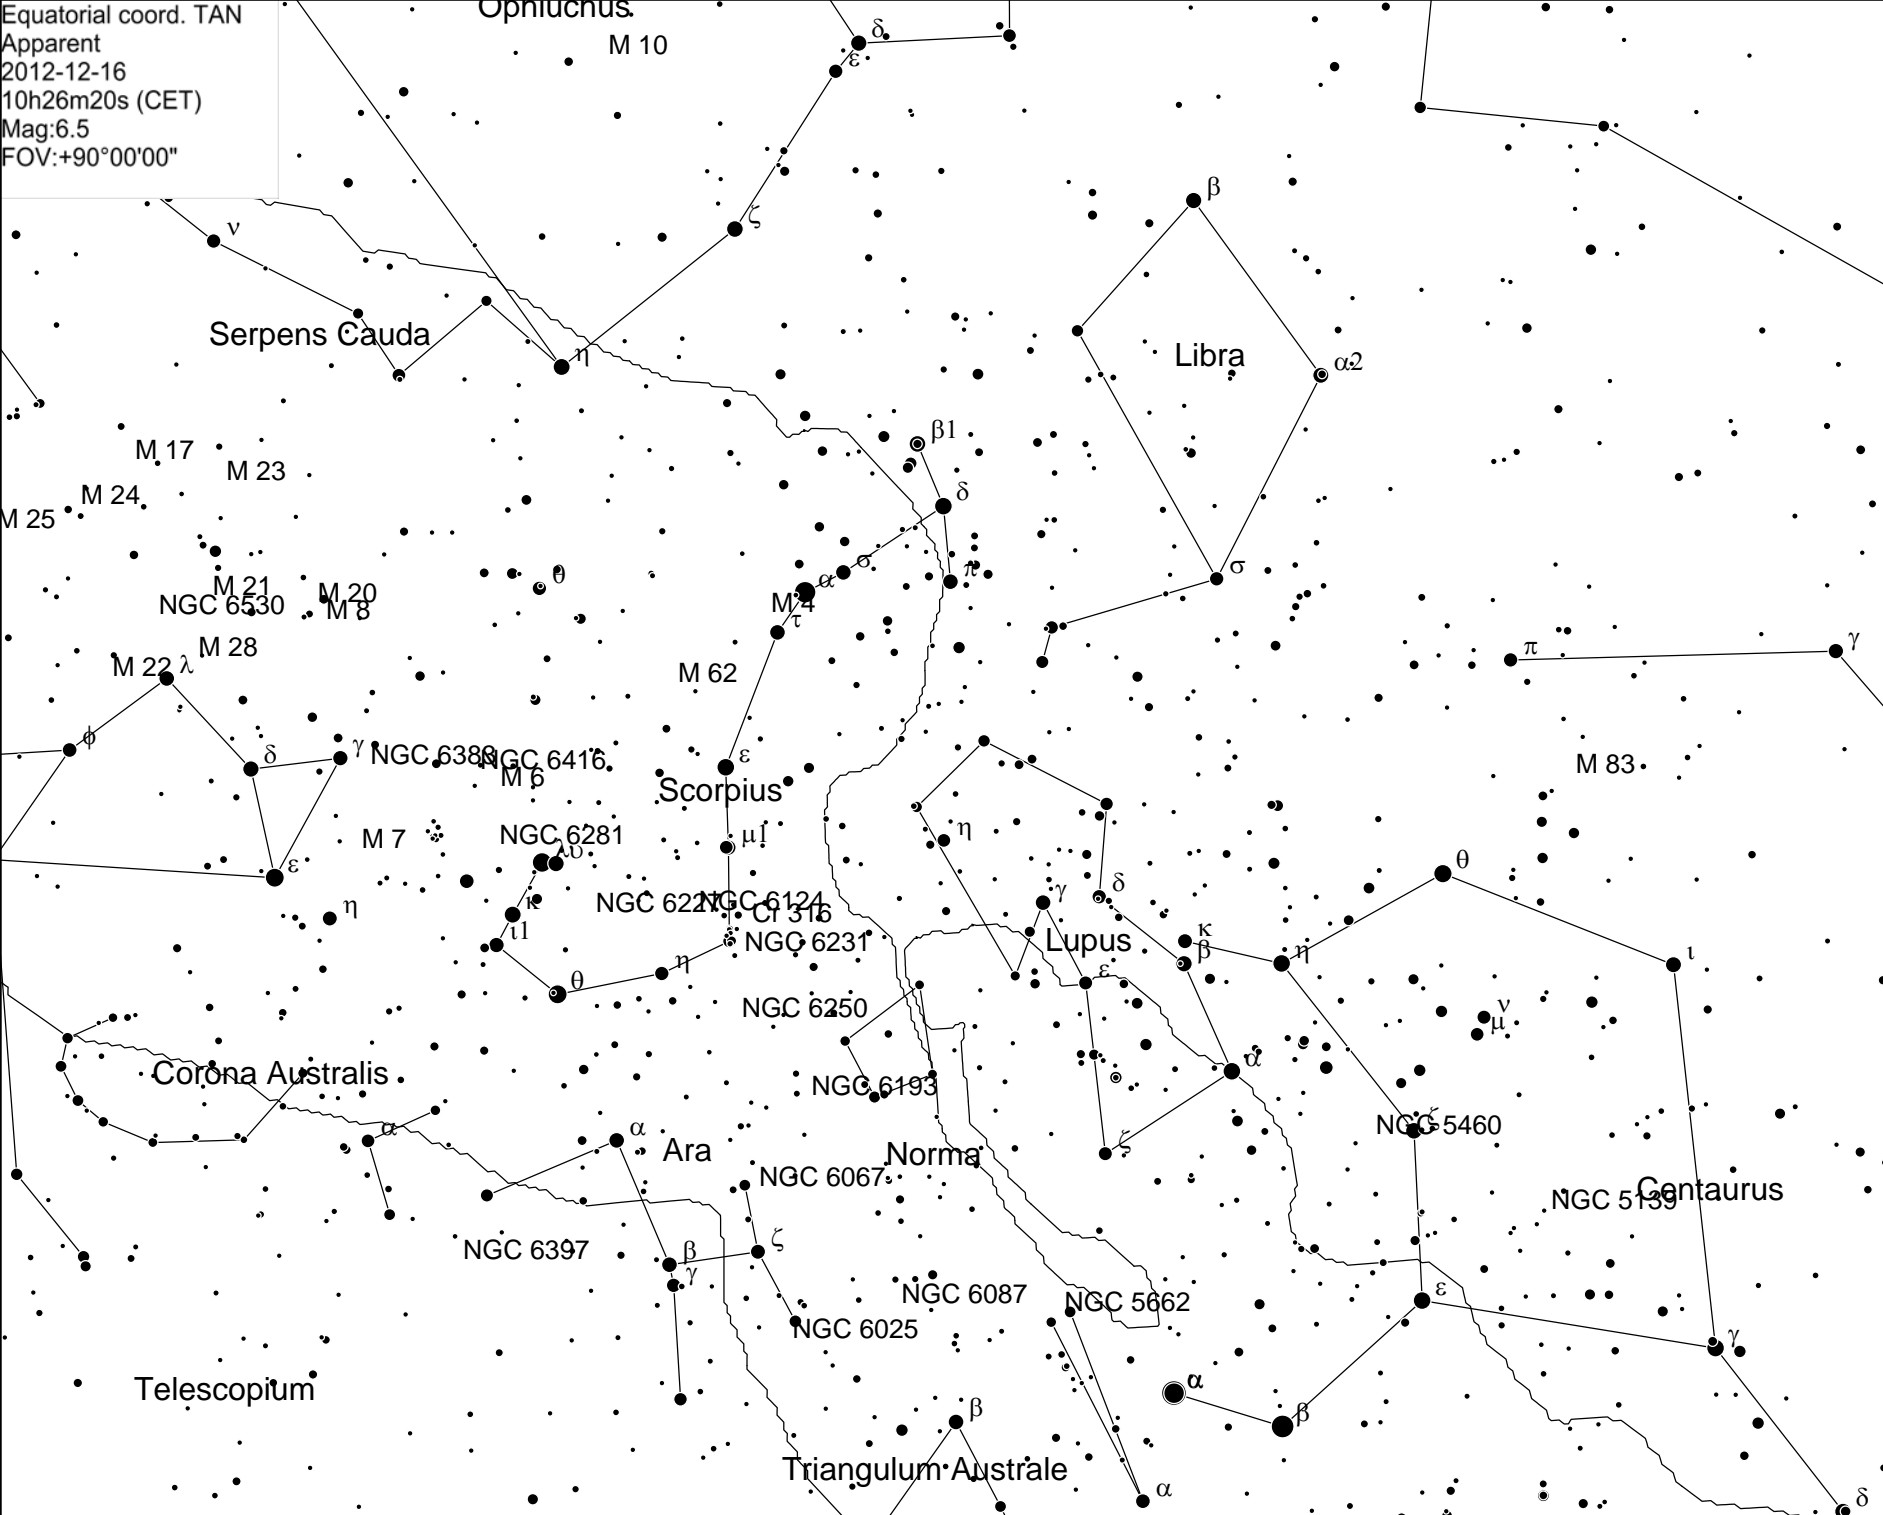 Equatorial coord. TAN
Apparent
2012-12-16
10h26m20s (CET)
Mag:6.5
FOV:+90°00'00"
Ophiuchus
M 10
δ
ε
ν
ζ
β
Serpens Cauda
η
Libra
α2
β1
M 17
M 23
M 24
M 25
δ
σ
θ
α
σ
π
M 21
M 20
NGC 6530
M 8
M 4
τ
M 28
M 22
λ
M 62
π
γ
φ
δ
γ
NGC 6388
NGC 6416
M 6
ε
Scorpius
M 83
M 7
NGC 6281
λ
υ
μ1
η
ε
θ
δ
γ
η
κ
NGC 6227
NGC 6124
Cr 316
ι1
NGC 6231
Lupus
κ
β
η
ι
θ
η
ε
NGC 6250
ν
μ
Corona Australis
NGC 6193
α
α
α
Ara
Norma
ζ
NGC 5460
ζ
NGC 6067
NGC 5139
Centaurus
NGC 6397
β
ζ
γ
NGC 6087
NGC 5662
ε
NGC 6025
γ
Telescopium
α
β
β
Triangulum Australe
α
δ